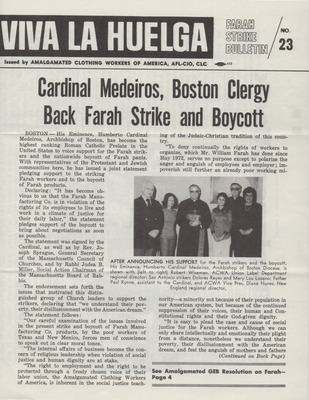 VIVA LA HUELGA
FARAH
STRIKE
BULLETIN
NO.
23
Issued by AMALGAMATED CLOTHING WORKERS OF AMERICA, AFL-CIO, CLC
Cardinal Medeiros, Boston Clergy
Back Farah Strike and Boycott
BOSTON — His Eminence, Humberto Cardinal
Medeiros, Archbishop of Boston, has become the
highest ranking Roman Catholic Prelate in the
United States to voice support for the Farah strik-
ers and the nationwide boycott of Farah pants.
With representatives of the Protestant and Jewish
communities here, he has issued a joint statement
pledging support to the striking
Farah workers and to the boycott
of Farah products.
Declaring: "It has become ob-
vious to us that the Farah Manu-
facturing Co. is in violation of the
rights of its employees to live and
work in a climate of justice for
their daily labor," the statement
pledges support of the boycott to
bring about negotiations as soon
as possible.
The statement was signed by the
Cardinal, as well as by Rev. Jo-
seph Sprague, General Secretary
of the Massachusetts Council of
Churches, and by Rabbi Judea B.
Miller, Social Action Chairman of
the Massachusetts Board of Rab-
bis.
The endorsement sets forth the
issues that motivated this distin-
guished group of Church leaders to support the
strikers, declaring that "we understand their pov-
erty, their disillusionment with the American dream."
The statement follows:
"Our careful examination of the issues involved
in the present strike and boycott of Farah Manu-
facturing Co. products, by the poor workers of
Texas and New Mexico, forces men of conscience
to speak out in clear moral tones.
"The internal affairs of business become the con-
cern of religious leadership when violation of social
justice and human dignity are at stake.
"The right to employment and the right to be
protected through a freely chosen voice of their
labor union, the Amalgamated Clothing Workers
of America, is inherent in the social justice teach-
ing of the Judaic-Christian tradition of this coun-
try.
"To deny continually the rights of workers to
organize, which Mr. William Farah has done since
May 1972, serves no purpose except to polarize the
anger and anguish of employees and employer; im-
poverish still further an already poor working mi-
AFTER ANNOUNCING HIS SUPPORT for the Farah strikers and the boycott,
His Eminence, Humberto Cardinal Medeiros, Archbishop of Boston Diocese, is
shown with (left to right) Robert Wiseman, ACWA Union Label Department
regional director; San Antonio strikers Dolores Reyes and Mary Lou Llanes; Father
Paul Rynne, assistant to the Cardinal, and ACWA Vice Pres. Diana Nunes, New
England regional director.
nority—a minority not because of their population in
our American system, but because of the continued
suppression of their voices, their human and Con-
stitutional rights and their God-given dignity.
"It is easy to plead the case and cause of social
justice for the Farah workers. Although we can
only share intellectually and emotionally their plight
from a distance, nonetheless we understand their
poverty, their disillusionment with the American
dream, and feel the anguish of mothers and fathers
(Continued on Back Page)
See Amalgamated GEB Resolution on Farah—
Page 4